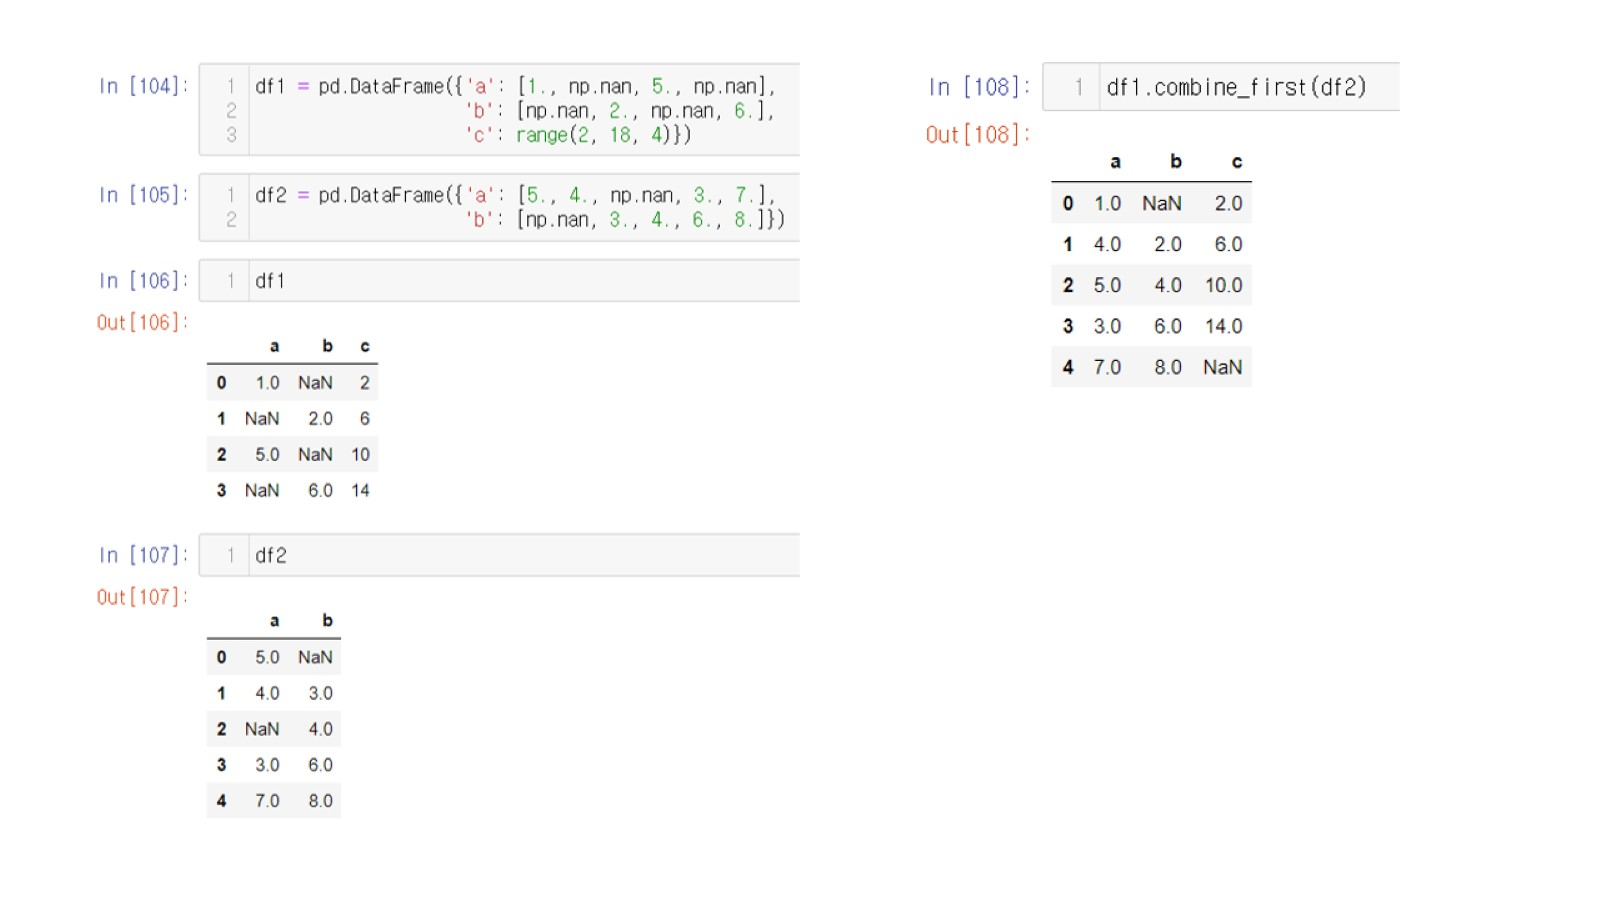 In [104]:
1 df1 = pd.DataFrame({'a': [1., np.nan, 5., np.nan],
2 'b': [np.nan, 2., np.nan, 6.],
3 'c': range(2, 18, 4)})
In [105]:
1 df2 = pd.DataFrame({'a': [5., 4., np.nan, 3., 7.],
2 'b': [np.nan, 3., 4., 6., 8.]})
In [106]:
1 df1
Out[106]:
a b c
0 1.0 NaN 2
1 NaN 2.0 6
2 5.0 NaN 10
3 NaN 6.0 14
In [107]:
1 df2
Out[107]:
a b
0 5.0 NaN
1 4.0 3.0
2 NaN 4.0
3 3.0 6.0
4 7.0 8.0
In [108]:
1 df1.combine_first(df2)
Out[108]:
a b c
0 1.0 NaN 2.0
1 4.0 2.0 6.0
2 5.0 4.0 10.0
3 3.0 6.0 14.0
4 7.0 8.0 NaN